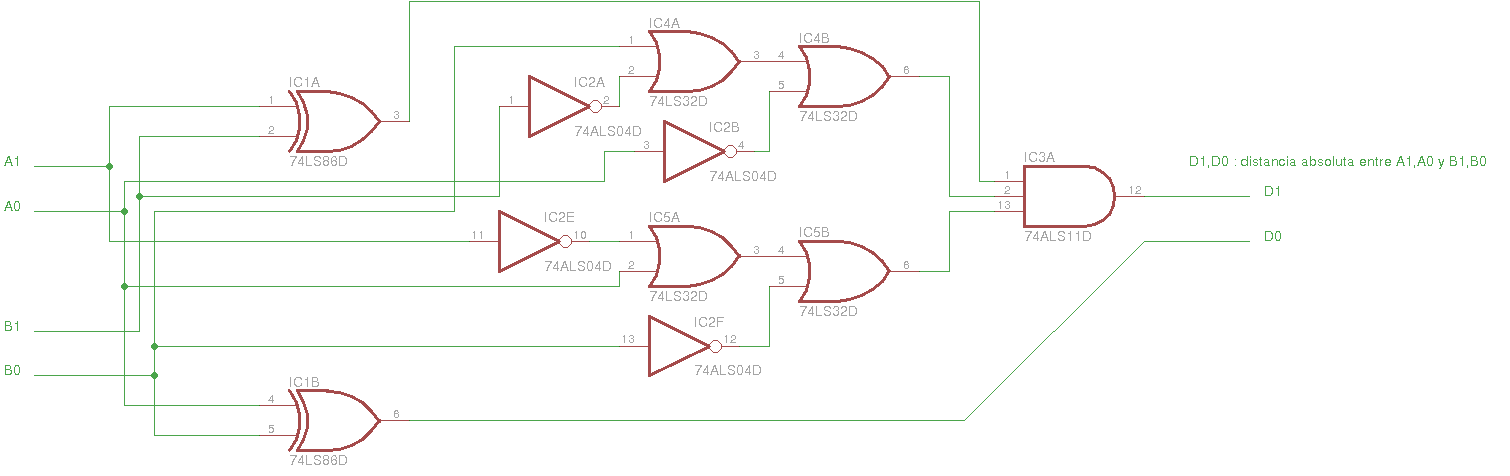 IC4A
IC4B
1
3
4
6
2
5
74LS32D
74LS32D
IC1A
1
3
2
74LS86D
IC2A
1
2
74ALS04D
IC2B
3
4
74ALS04D
A1
A0
B1
B0
IC3A
1
2
13
12
74ALS11D
D1,D0 : distancia absoluta entre A1,A0 y B1,B0
D1
D0
IC2E
11
10
74ALS04D
IC5A
1
3
2
74LS32D
IC5B
4
6
5
74LS32D
IC2F
13
12
74ALS04D
IC1B
4
6
5
74LS86D